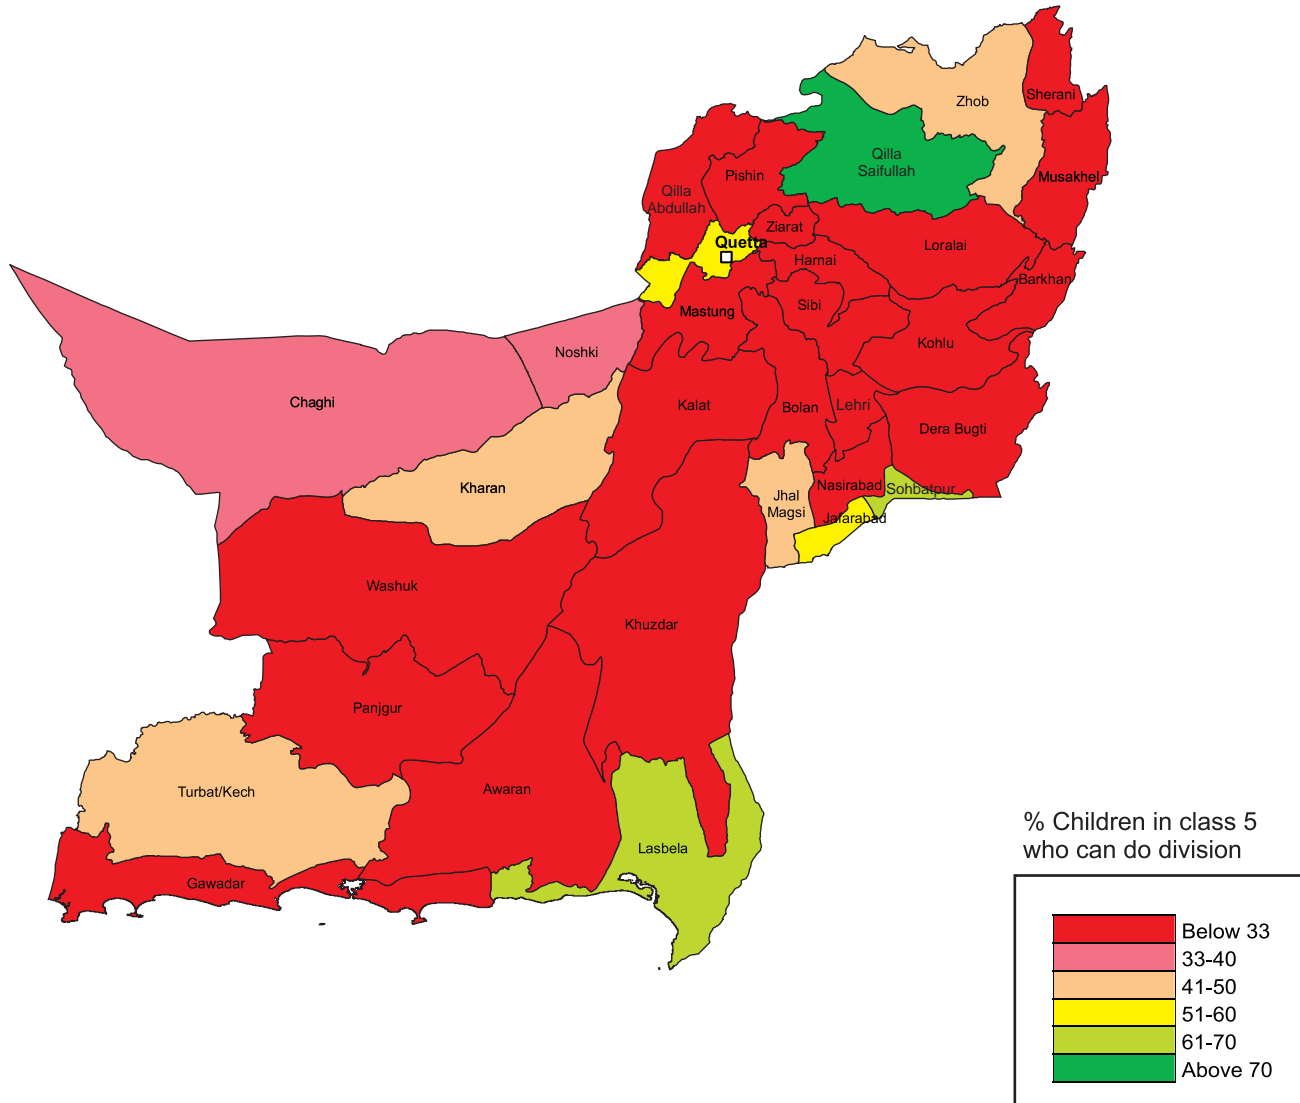 Zhob
Sherani
Qilla
Saifullah
Musakhel
Pishin
Qilla
Abdullah
Ziarat
Quetta
Loralai
Harnai
Barkhan
Sibi
Mastung
Kohlu
Noshki
Chaghi
Kalat
Bolan
Lehri
Dera Bugti
Kharan
Nasirabad
Sohbatpur
Jhal
Magsi
Jafarabad
Washuk
Khuzdar
Panjgur
Turbat/Kech
Awaran
Lasbela
Gawadar
% Children in class 5
who can do division
Below 33
33-40
41-50
51-60
61-70
Above 70